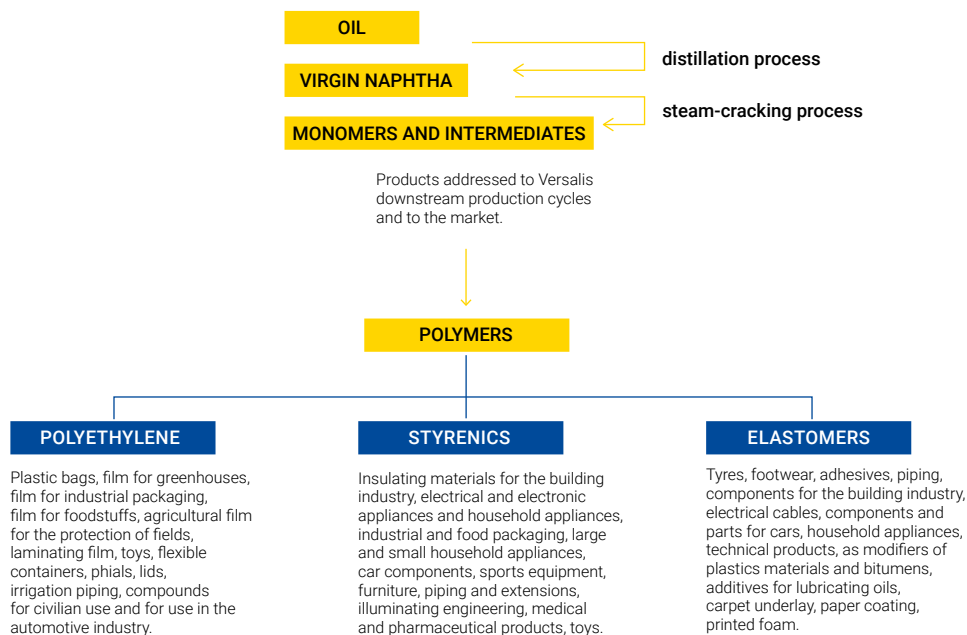 OIL
distillation process
VIRGIN NAPHTHA
steam-cracking process
MONOMERS AND INTERMEDIATES
Products addressed to Versalis
downstream production cycles
and to the market.
POLYMERS
POLYETHYLENE
Plastic bags, film for greenhouses,
film for industrial packaging,
film for foodstuffs, agricultural film
for the protection of fields,
laminating film, toys, flexible
containers, phials, lids,
irrigation piping, compounds
for civilian use and for use in the
automotive industry.
STYRENICS
Insulating materials for the building
industry, electrical and electronic
appliances and household appliances,
industrial and food packaging, large
and small household appliances,
car components, sports equipment,
furniture, piping and extensions,
illuminating engineering, medical
and pharmaceutical products, toys.
ELASTOMERS
Tyres, footwear, adhesives, piping,
components for the building industry,
electrical cables, components and
parts for cars, household appliances,
technical products, as modifiers of
plastics materials and bitumens,
additives for lubricating oils,
carpet underlay, paper coating,
printed foam.